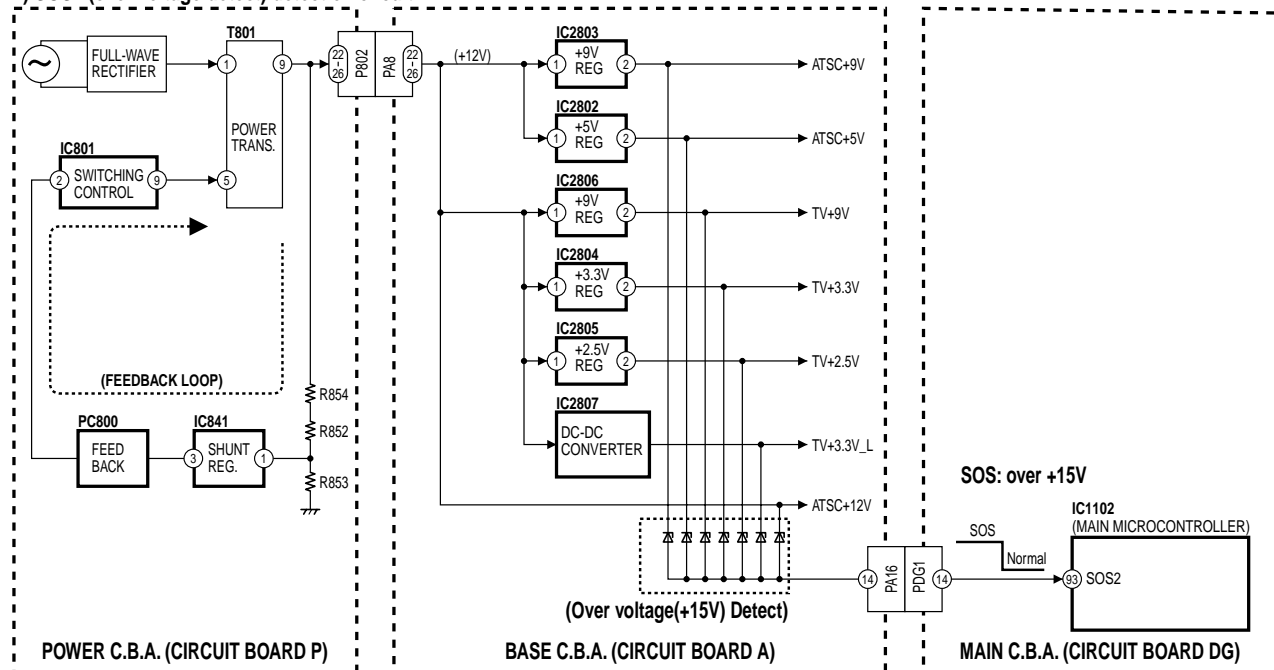 T801
FULL-WAVE
RECTIFIER
1
9
POWER
TRANS.
IC801
2
SWITCHING
CONTROL
9
5
(FEEDBACK LOOP)
PC800
FEED
BACK
IC841
3
SHUNT
REG.
1
R854
R852
R853
22
-
26
P802
PA8
22
-
26
(+12V)
IC2803
1
+9V
REG
2
ATSC+9V
IC2802
1
+5V
REG
2
ATSC+5V
IC2806
1
+9V
REG
2
TV+9V
IC2804
1
+3.3V
REG
2
TV+3.3V
IC2805
1
+2.5V
REG
2
TV+2.5V
IC2807
DC-DC
CONVERTER
TV+3.3V_L
ATSC+12V
(Over voltage(+15V) Detect)
14
PA16
PDG1
14
SOS: over +15V
SOS
Normal
IC1102
(MAIN MICROCONTROLLER)
93
SOS2
POWER C.B.A. (CIRCUIT BOARD P)
BASE C.B.A. (CIRCUIT BOARD A)
MAIN C.B.A. (CIRCUIT BOARD DG)